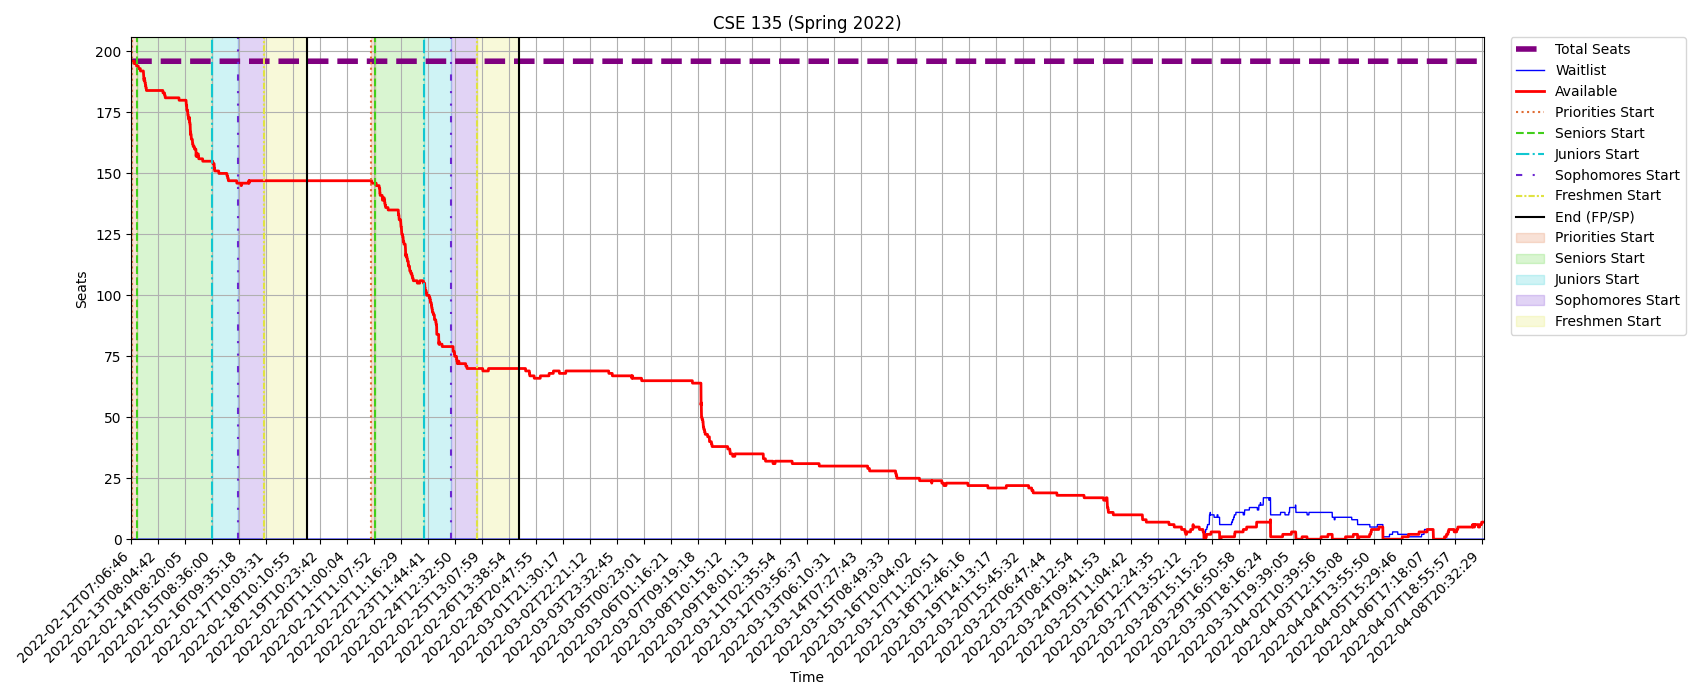 CSE 135 (Spring 2022)
Seats
200
175
150
125
100
75
50
25
0
2022-02-12T07:06:46
2022-02-13T08:04:42
2022-02-14T08:20:05
2022-02-15T08:36:00
2022-02-16T09:35:18
2022-02-17T10:03:31
2022-02-18T10:10:55
2022-02-19T10:23:42
2022-02-20T11:00:04
2022-02-21T11:07:52
2022-02-22T11:16:29
2022-02-23T11:44:41
2022-02-24T12:32:50
2022-02-25T13:07:59
2022-02-26T13:38:54
2022-02-28T20:47:55
2022-03-01T21:30:17
2022-03-02T22:21:12
2022-03-03T23:32:45
2022-03-05T00:23:01
2022-03-06T01:16:21
2022-03-07T09:19:18
2022-03-08T10:15:12
2022-03-09T18:01:13
2022-03-11T02:35:54
2022-03-12T03:56:37
2022-03-13T06:10:31
2022-03-14T07:27:43
2022-03-15T08:49:33
2022-03-16T10:04:02
2022-03-17T11:20:51
2022-03-18T12:46:16
2022-03-19T14:13:17
2022-03-20T15:45:32
2022-03-22T06:47:44
2022-03-23T08:12:54
2022-03-24T09:41:53
2022-03-25T11:04:42
2022-03-26T12:24:35
2022-03-27T13:52:12
2022-03-28T15:15:25
2022-03-29T16:50:58
2022-03-30T18:16:24
2022-03-31T19:39:05
2022-04-02T10:39:56
2022-04-03T12:15:08
2022-04-04T13:55:50
2022-04-05T15:29:46
2022-04-06T17:18:07
2022-04-07T18:55:57
2022-04-08T20:32:29
Time
Total Seats
Waitlist
Available
Priorities Start
Seniors Start
Juniors Start
Sophomores Start
Freshmen Start
End (FP/SP)
Priorities Start
Seniors Start
Juniors Start
Sophomores Start
Freshmen Start